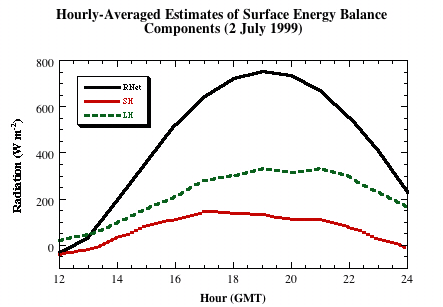 Hourly-Averaged Estimates of Surface Energy Balance
Components (2 July 1999)
800
600
400
200
0
Radiation (W m⁻²)
RNet
SH
LH
12
14
16
18
20
22
24
Hour (GMT)